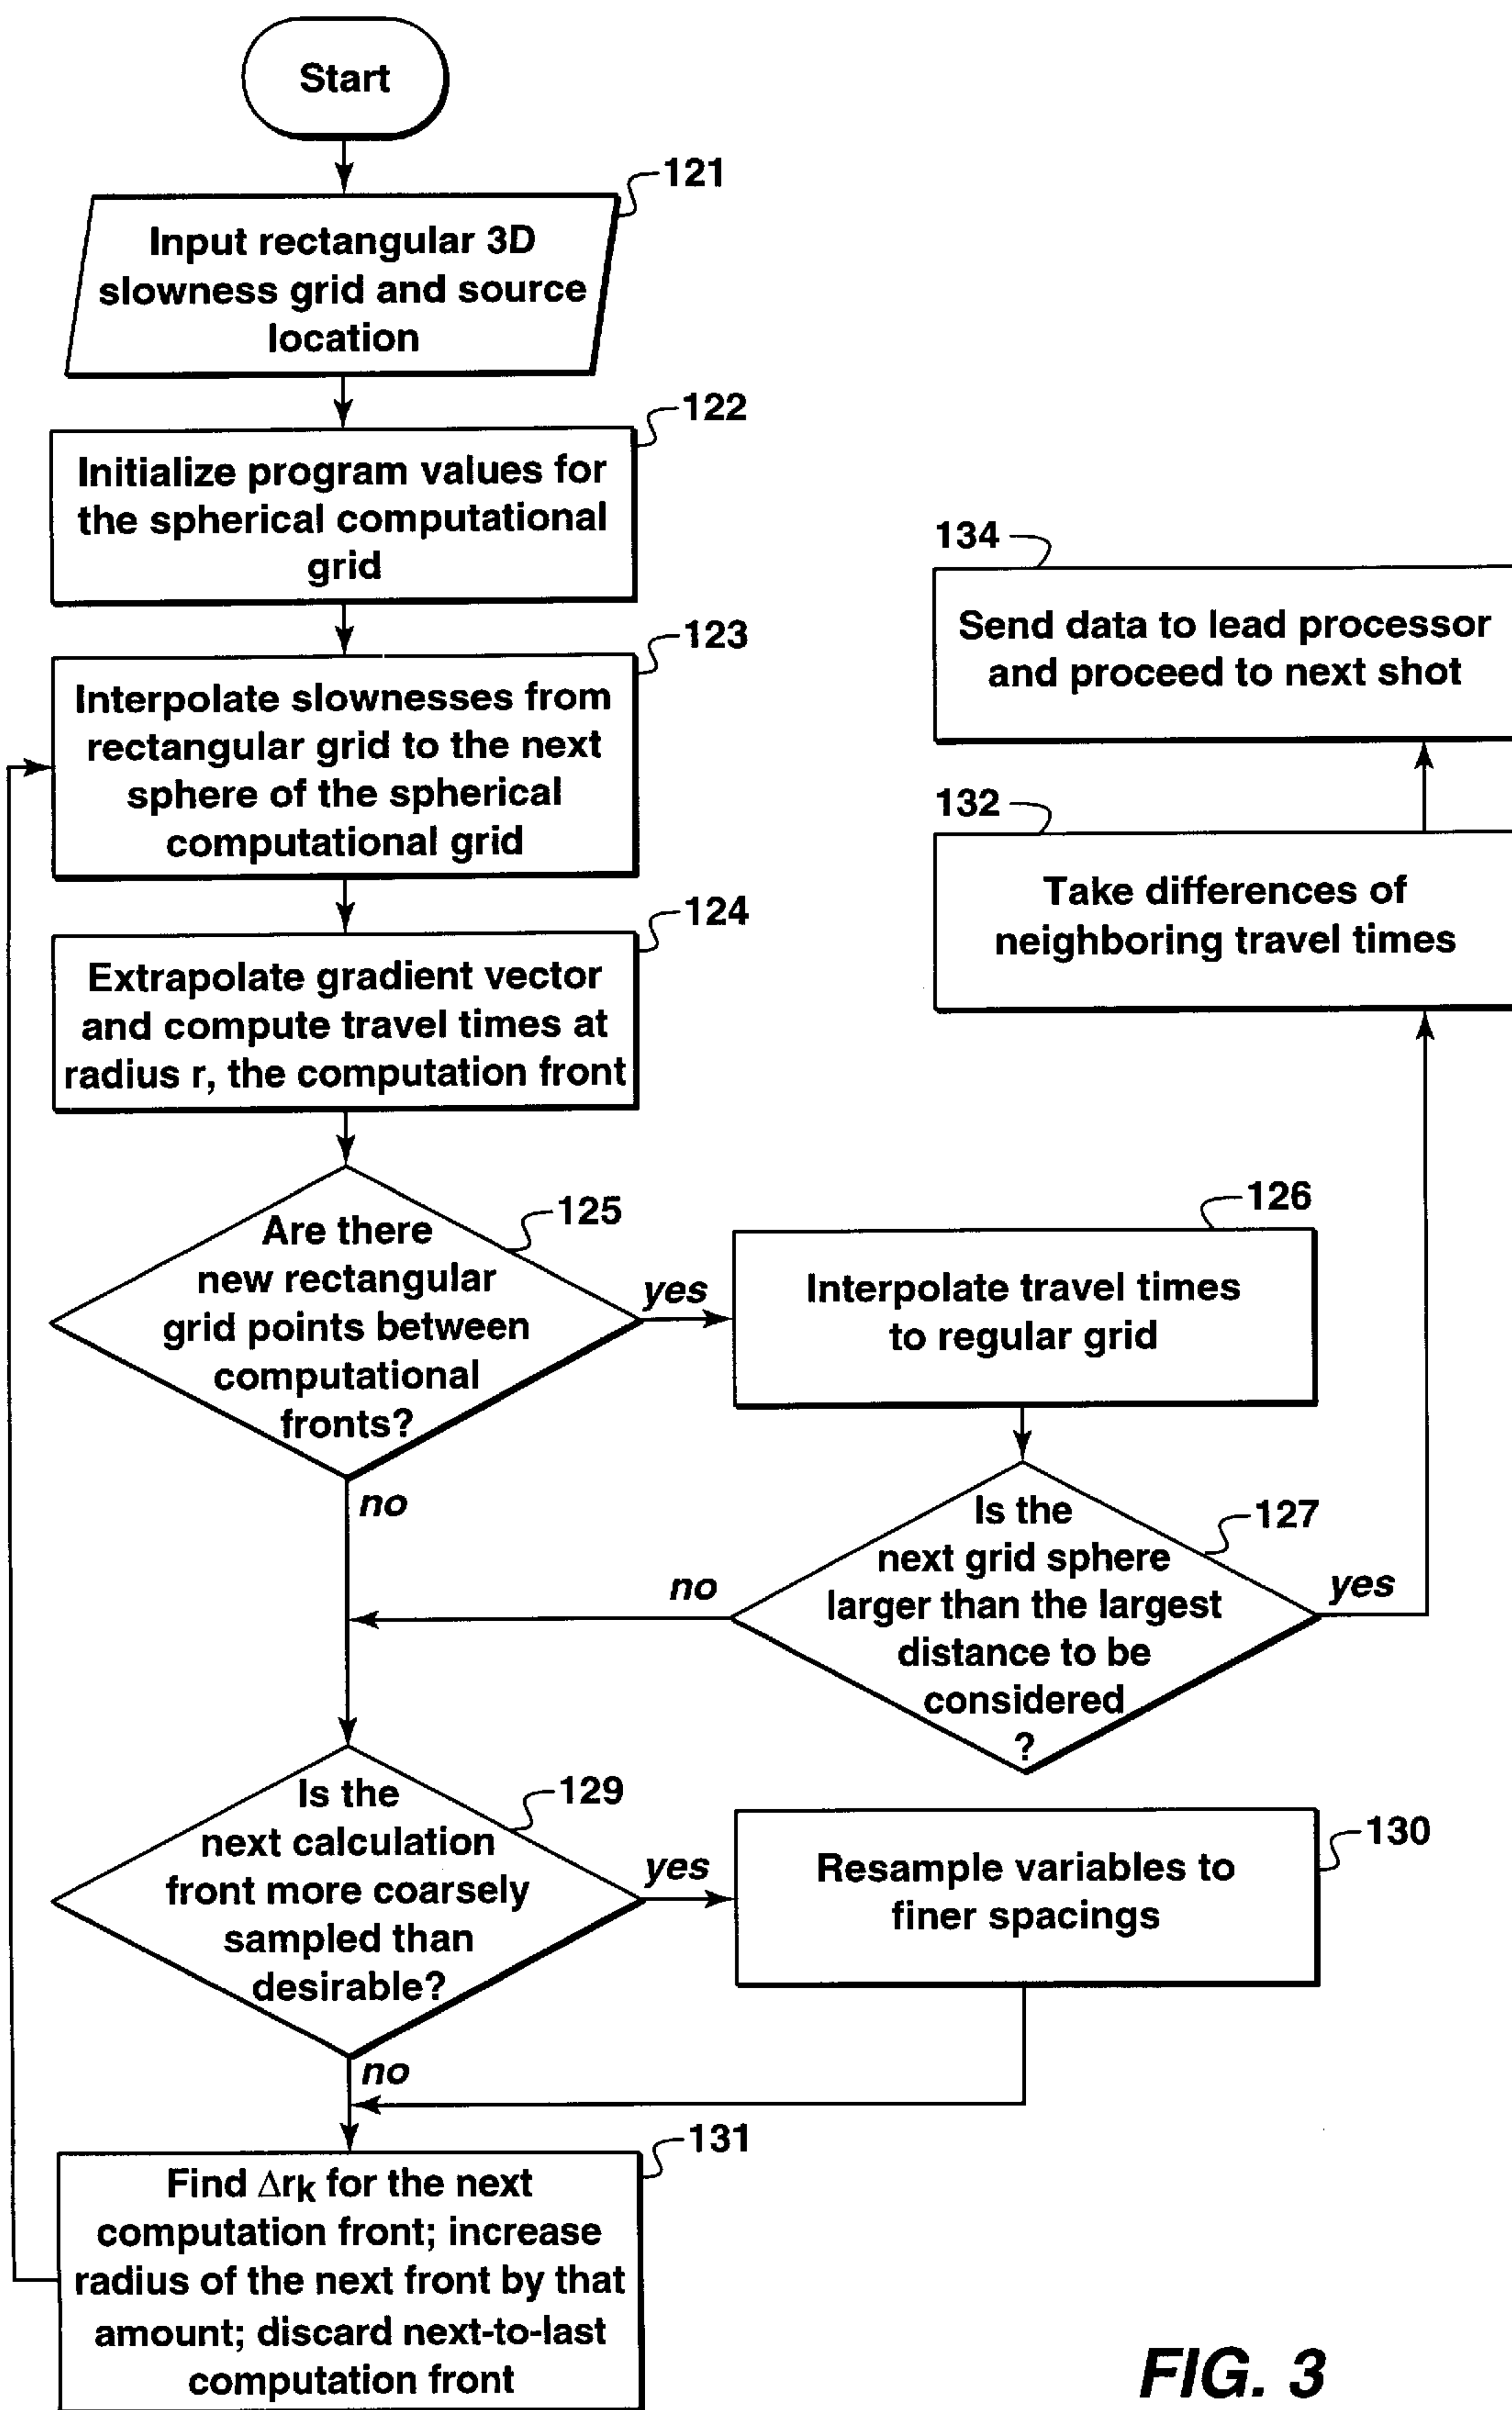 Start
121
Input rectangular 3D
slowness grid and source
location
122
Initialize program values for
the spherical computational
grid
123
Interpolate slownesses from
rectangular grid to the next
sphere of the spherical
computational grid
124
Extrapolate gradient vector
and compute travel times at
radius r, the computation front
125
Are there
new rectangular
grid points between
computational
fronts?
yes
no
126
Interpolate travel times
to regular grid
127
Is the
next grid sphere
larger than the largest
distance to be
considered
?
no
yes
134
Send data to lead processor
and proceed to next shot
132
Take differences of
neighboring travel times
129
Is the
next calculation
front more coarsely
sampled than
desirable?
yes
no
130
Resample variables to
finer spacings
131
Find Δrk for the next
computation front; increase
radius of the next front by that
amount; discard next-to-last
computation front
FIG. 3